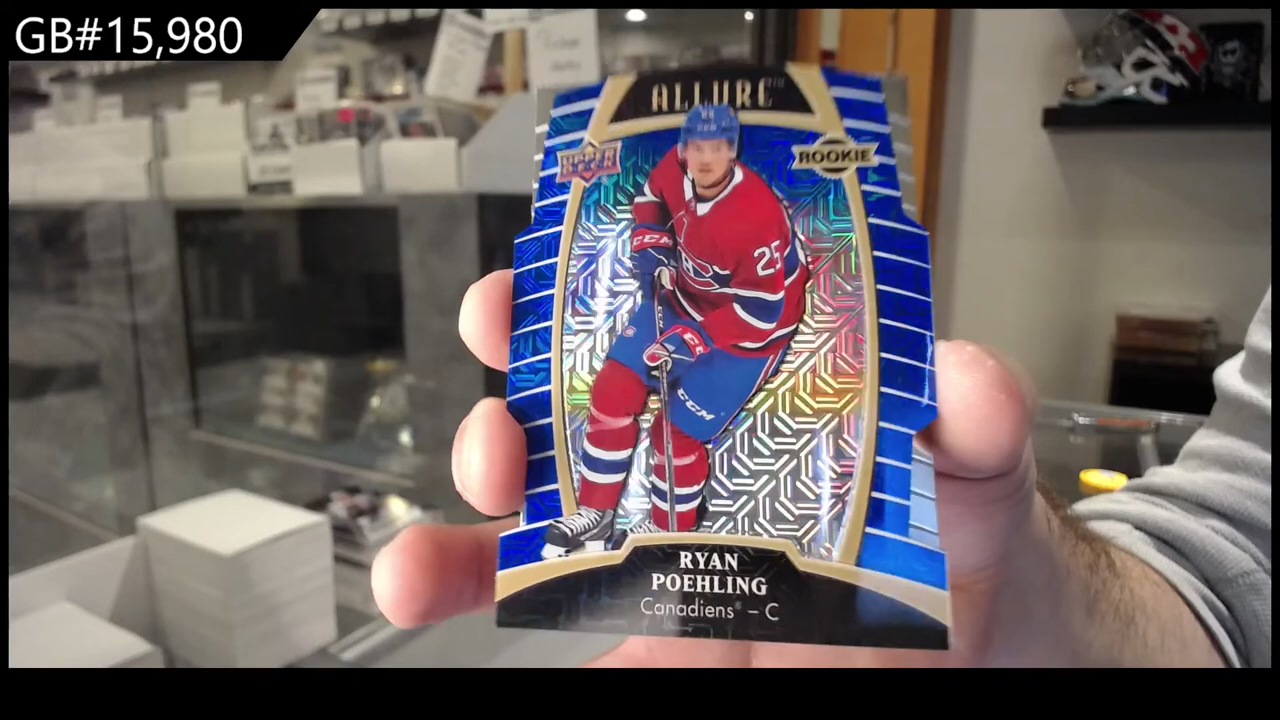 GB#15,980
ALLURE
UPPER
DECK
ROOKIE
CCM
25
CCM
RYAN
POEHLING
Canadiens® – C